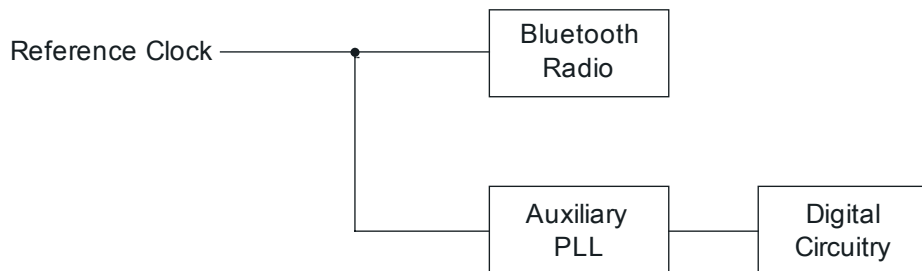 Reference Clock
Bluetooth
Radio
Auxiliary
PLL
Digital
Circuitry